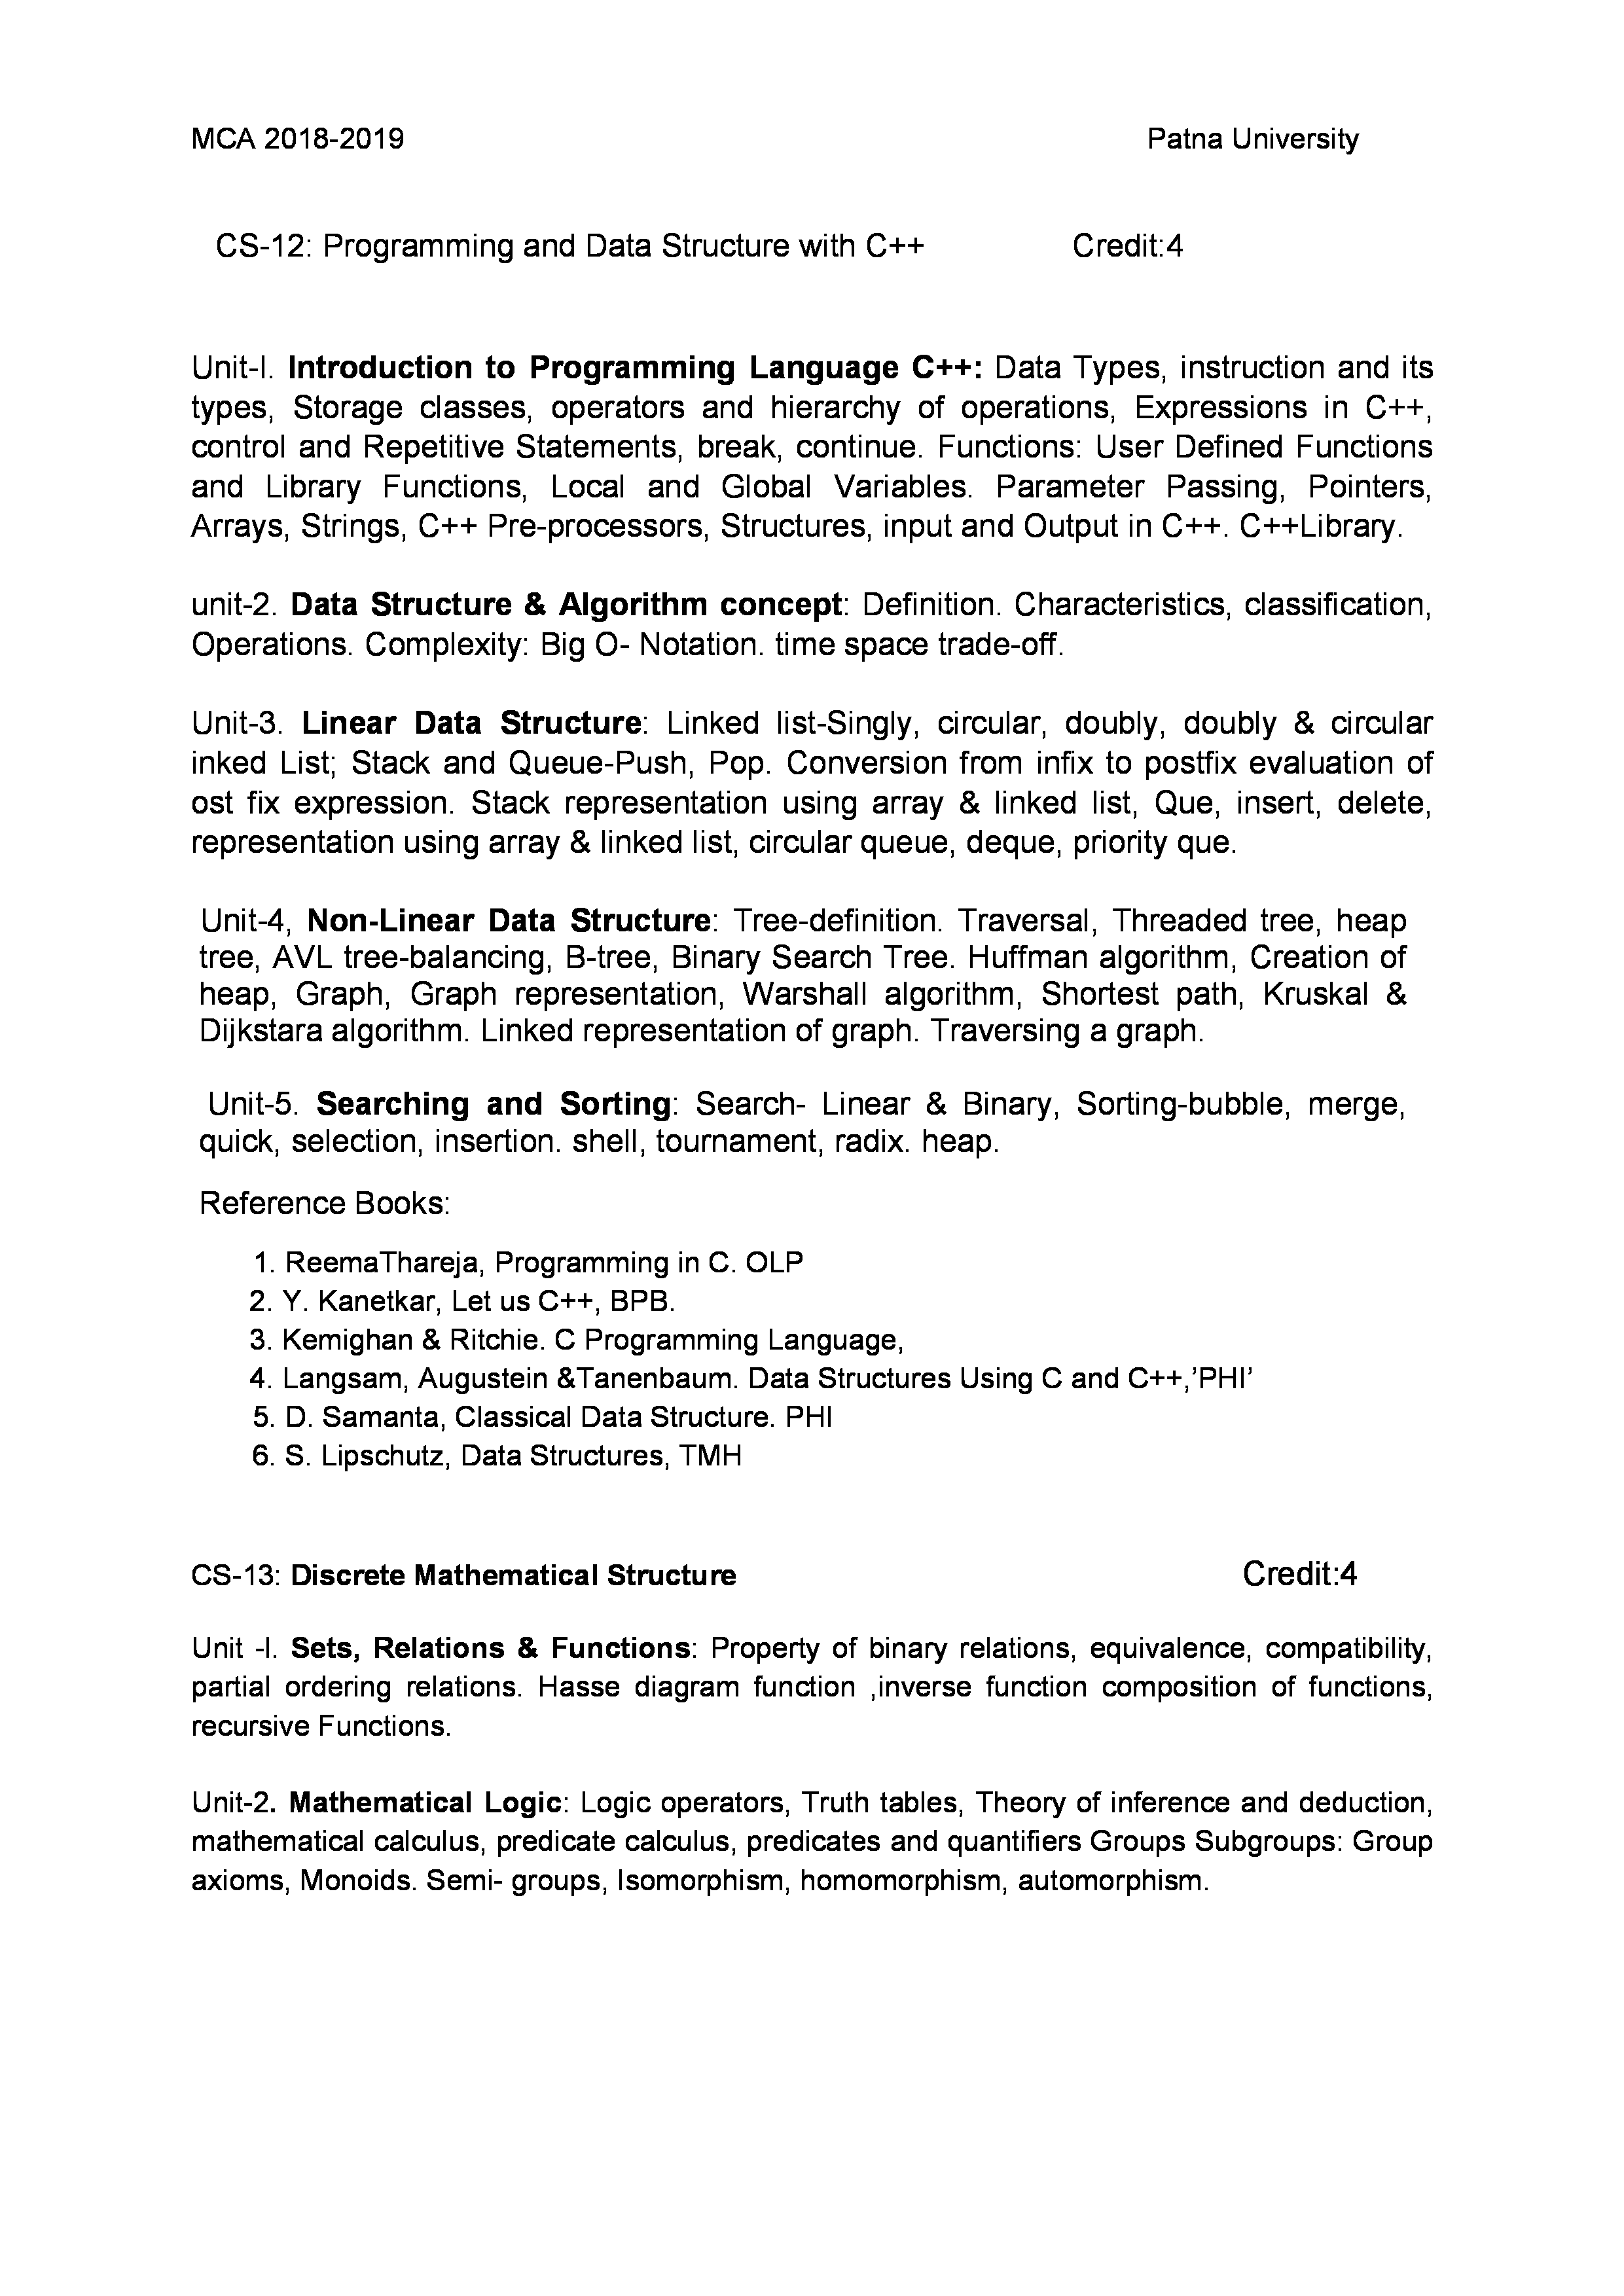 MCA 2018-2019 Patna University
CS-12: Programming and Data Structure with C++ Credit:4
Unit-I. Introduction to Programming Language C++: Data Types, instruction and its
types, Storage classes, operators and hierarchy of operations, Expressions in C++,
control and Repetitive Statements, break, continue. Functions: User Defined Functions
and Library Functions, Local and Global Variables. Parameter Passing, Pointers,
Arrays, Strings, C++ Pre-processors, Structures, input and Output in C++. C++Library.
unit-2. Data Structure & Algorithm concept: Definition. Characteristics, classification,
Operations. Complexity: Big O- Notation. time space trade-off.
Unit-3. Linear Data Structure: Linked list-Singly, circular, doubly, doubly & circular
inked List; Stack and Queue-Push, Pop. Conversion from infix to postfix evaluation of
ost fix expression. Stack representation using array & linked list, Que, insert, delete,
representation using array & linked list, circular queue, deque, priority que.
Unit-4, Non-Linear Data Structure: Tree-definition. Traversal, Threaded tree, heap
tree, AVL tree-balancing, B-tree, Binary Search Tree. Huffman algorithm, Creation of
heap, Graph, Graph representation, Warshall algorithm, Shortest path, Kruskal &
Dijkstara algorithm. Linked representation of graph. Traversing a graph.
Unit-5. Searching and Sorting: Search- Linear & Binary, Sorting-bubble, merge,
quick, selection, insertion. shell, tournament, radix. heap.
Reference Books:
1. ReemaThareja, Programming in C. OLP
2. Y. Kanetkar, Let us C++, BPB.
3. Kemighan & Ritchie. C Programming Language,
4. Langsam, Augustein &Tanenbaum. Data Structures Using C and C++,’PHI’
5. D. Samanta, Classical Data Structure. PHI
6. S. Lipschutz, Data Structures, TMH
CS-13: Discrete Mathematical Structure Credit:4
Unit -I. Sets, Relations & Functions: Property of binary relations, equivalence, compatibility,
partial ordering relations. Hasse diagram function ,inverse function composition of functions,
recursive Functions.
Unit-2. Mathematical Logic: Logic operators, Truth tables, Theory of inference and deduction,
mathematical calculus, predicate calculus, predicates and quantifiers Groups Subgroups: Group
axioms, Monoids. Semi- groups, Isomorphism, homomorphism, automorphism.